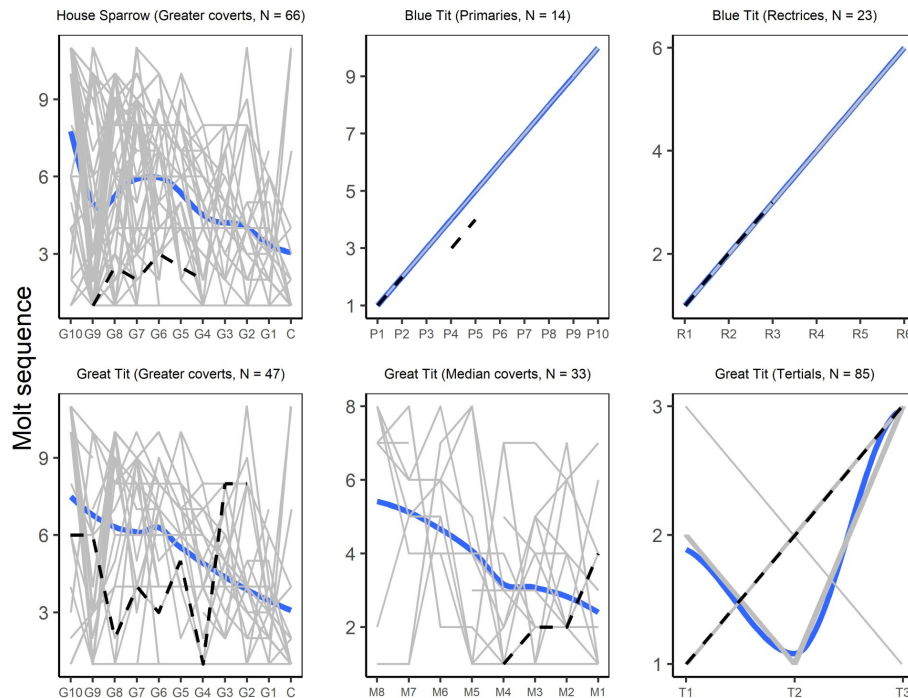 House Sparrow (Greater coverts, N = 66)
Blue Tit (Primaries, N = 14)
Blue Tit (Rectrices, N = 23)
9
6
3
G10 G9 G8 G7 G6 G5 G4 G3 G2 G1 C
9
7
5
3
1
P1 P2 P3 P4 P5 P6 P7 P8 P9 P10
6
4
2
R1 R2 R3 R4 R5 R6
Molt sequence
Great Tit (Greater coverts, N = 47)
Great Tit (Median coverts, N = 33)
Great Tit (Tertials, N = 85)
9
6
3
G10 G9 G8 G7 G6 G5 G4 G3 G2 G1 C
8
6
4
2
M8 M7 M6 M5 M4 M3 M2 M1
3
2
1
T1 T2 T3